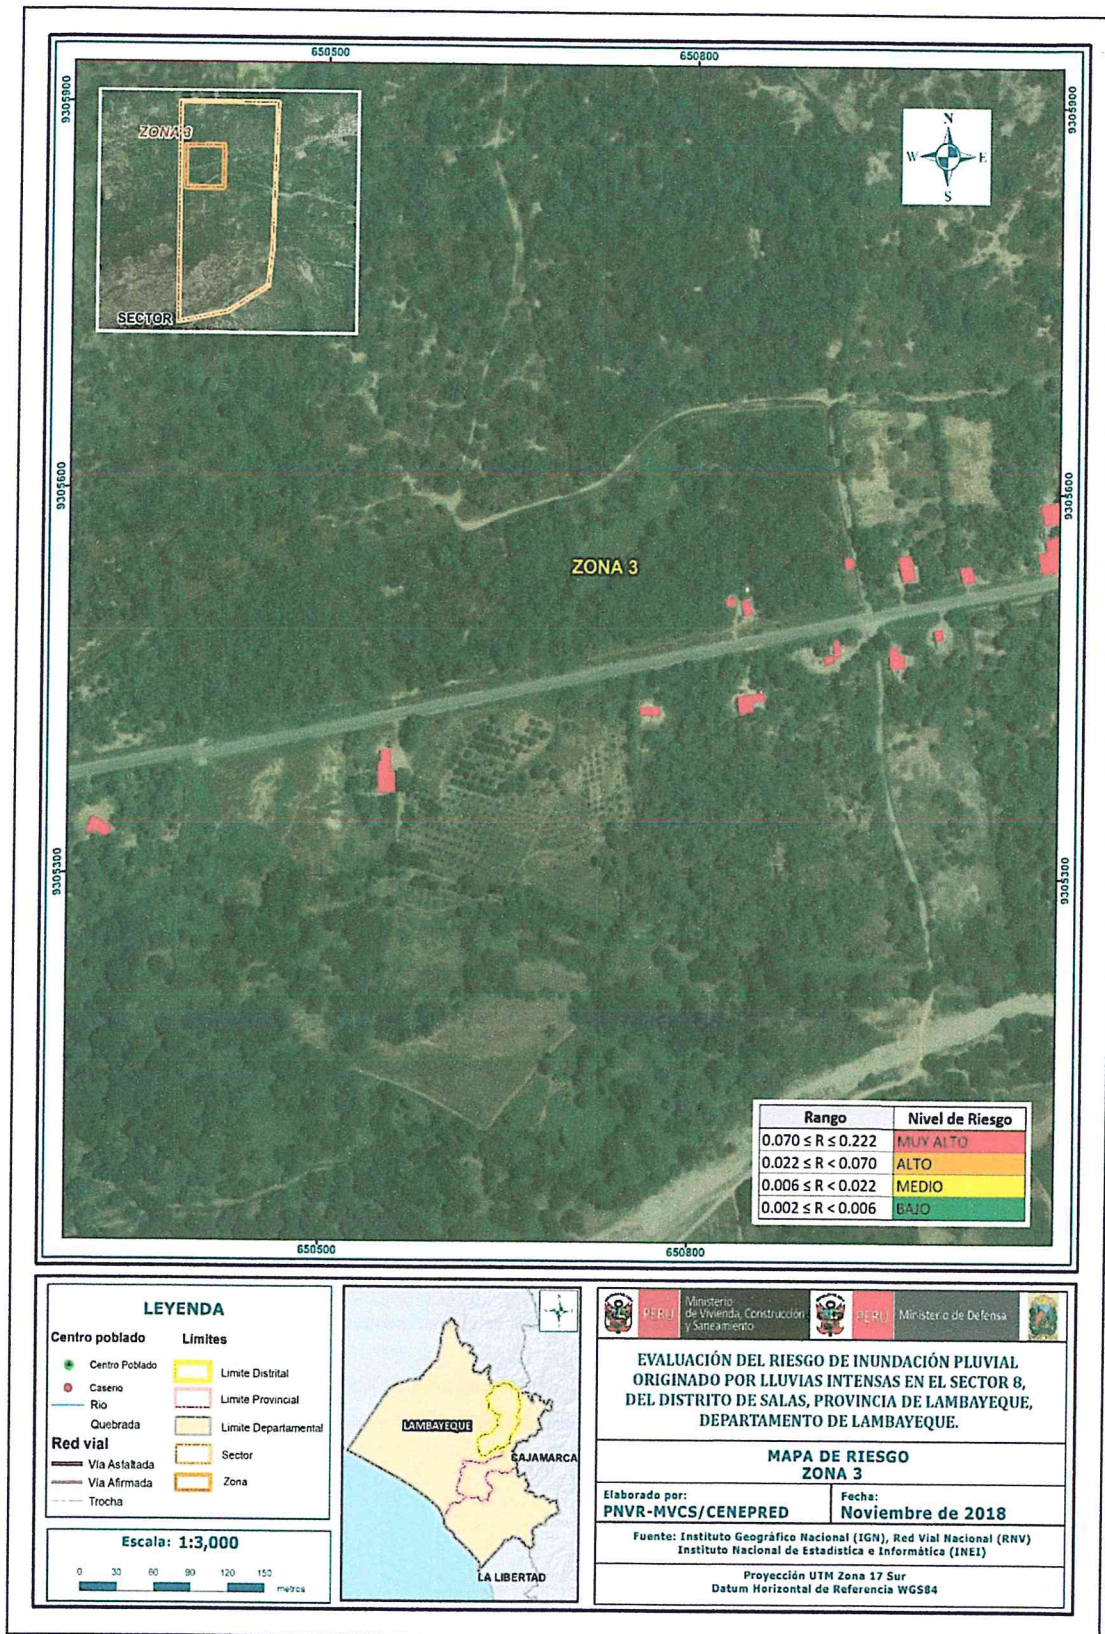 650500
650800
9305900
9305900
ZONA 3
N
W
E
S
SECTOR
9305600
9305600
ZONA 3
9305300
9305300
Rango
Nivel de Riesgo
0.070 ≤ R ≤ 0.222
MUY ALTO
0.022 ≤ R < 0.070
ALTO
0.006 ≤ R < 0.022
MEDIO
0.002 ≤ R < 0.006
BAJO
650500
650800
LEYENDA
Centro poblado
Centro Poblado
Caserio
Rio
Quebrada
Red vial
Vía Asfaltada
Vía Afirmada
Trocha
Límites
Limite Distrital
Limite Provincial
Limite Departamental
Sector
Zona
Escala: 1:3,000
0 30 60 90 120 150
metros
LAMBAYEQUE
CAJAMARCA
LA LIBERTAD
PERÚ
Ministerio
de Vivienda, Construcción
y Saneamiento
PERÚ
Ministerio de Defensa
EVALUACIÓN DEL RIESGO DE INUNDACIÓN PLUVIAL
ORIGINADO POR LLUVIAS INTENSAS EN EL SECTOR 8,
DEL DISTRITO DE SALAS, PROVINCIA DE LAMBAYEQUE,
DEPARTAMENTO DE LAMBAYEQUE.
MAPA DE RIESGO
ZONA 3
Elaborado por:
PNVR-MVCS/CENEPRED
Fecha:
Noviembre de 2018
Fuente: Instituto Geográfico Nacional (IGN), Red Vial Nacional (RNV)
Instituto Nacional de Estadística e Informática (INEI)
Proyección UTM Zona 17 Sur
Datum Horizontal de Referencia WGS84